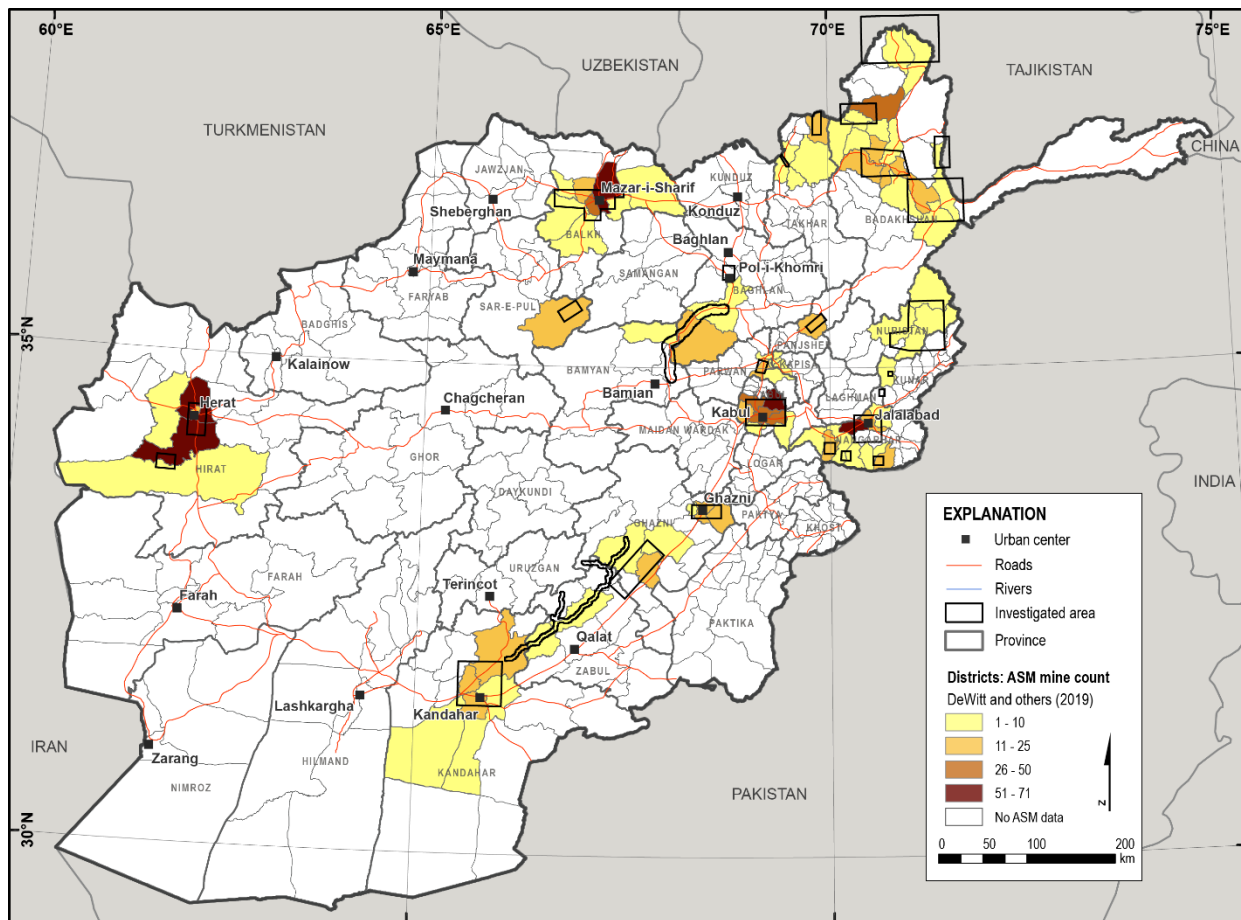 60°E
65°E
70°E
75°E
UZBEKISTAN
TAJIKISTAN
TURKMENISTAN
CHINA
JAWZJAN
Mazar-i-Sharif
KUNDUZ
Sheberghan
Konduz
BADAKHSHAN
TAKHAR
BALKH
Baghlan
Maymana
Pol-i-Khomri
SAMANGAN
BAGHLAN
FARYAB
SAR-E-PUL
BADGHIS
NURISTAN
35°N
35°N
PANJSHER
Kalainow
KAPISA
BAMYAN
PARWAN
KUNAR
Bamian
LAGHMAN
Herat
Chagcheran
Kabul
Jalalabad
MAIDAN WARDAK
NANGARHAR
GHOR
LOGAR
HIRAT
INDIA
DAYKUNDI
Ghazni
PAKTYA
GHAZNI
KHOST
URUZGAN
FARAH
Terincot
Farah
PAKTIKA
Qalat
ZABUL
Lashkargha
Kandahar
IRAN
Zarang
HILMAND
KANDAHAR
NIMROZ
PAKISTAN
30°N
30°N
EXPLANATION
Urban center
Roads
Rivers
Investigated area
Province
Districts: ASM mine count
DeWitt and others (2019)
1 - 10
11 - 25
26 - 50
51 - 71
No ASM data
N
0 50 100 200
km